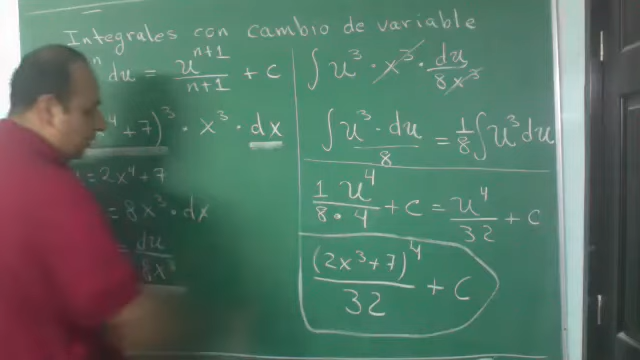 Integrales con cambio de variable
n du = u^(n+1)/(n+1) + c
⁴ + 7)³ · x³ · dx
= 2x⁴ + 7
= 8x³ · dx
= du/8x³
∫ u³ · x³ · du/8x³
∫ u³ · du/8 = 1/8 ∫ u³ du
1/8 · u⁴/4 + c = u⁴/32 + c
(2x³+7)⁴/32 + c